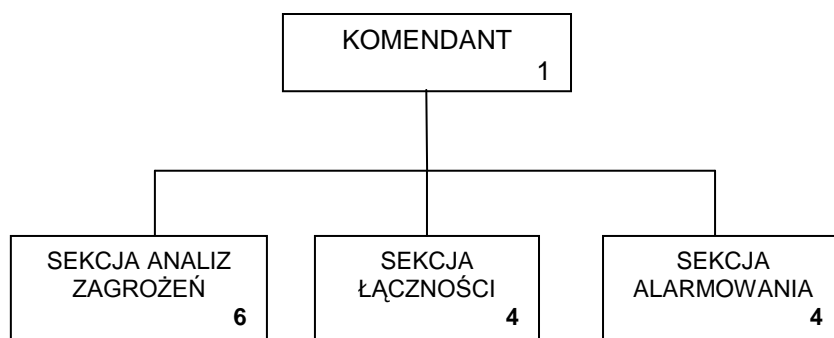 KOMENDANT
1
SEKCJA ANALIZ
ZAGROŻEŃ
6
SEKCJA
ŁĄCZNOŚCI
4
SEKCJA
ALARMOWANIA
4